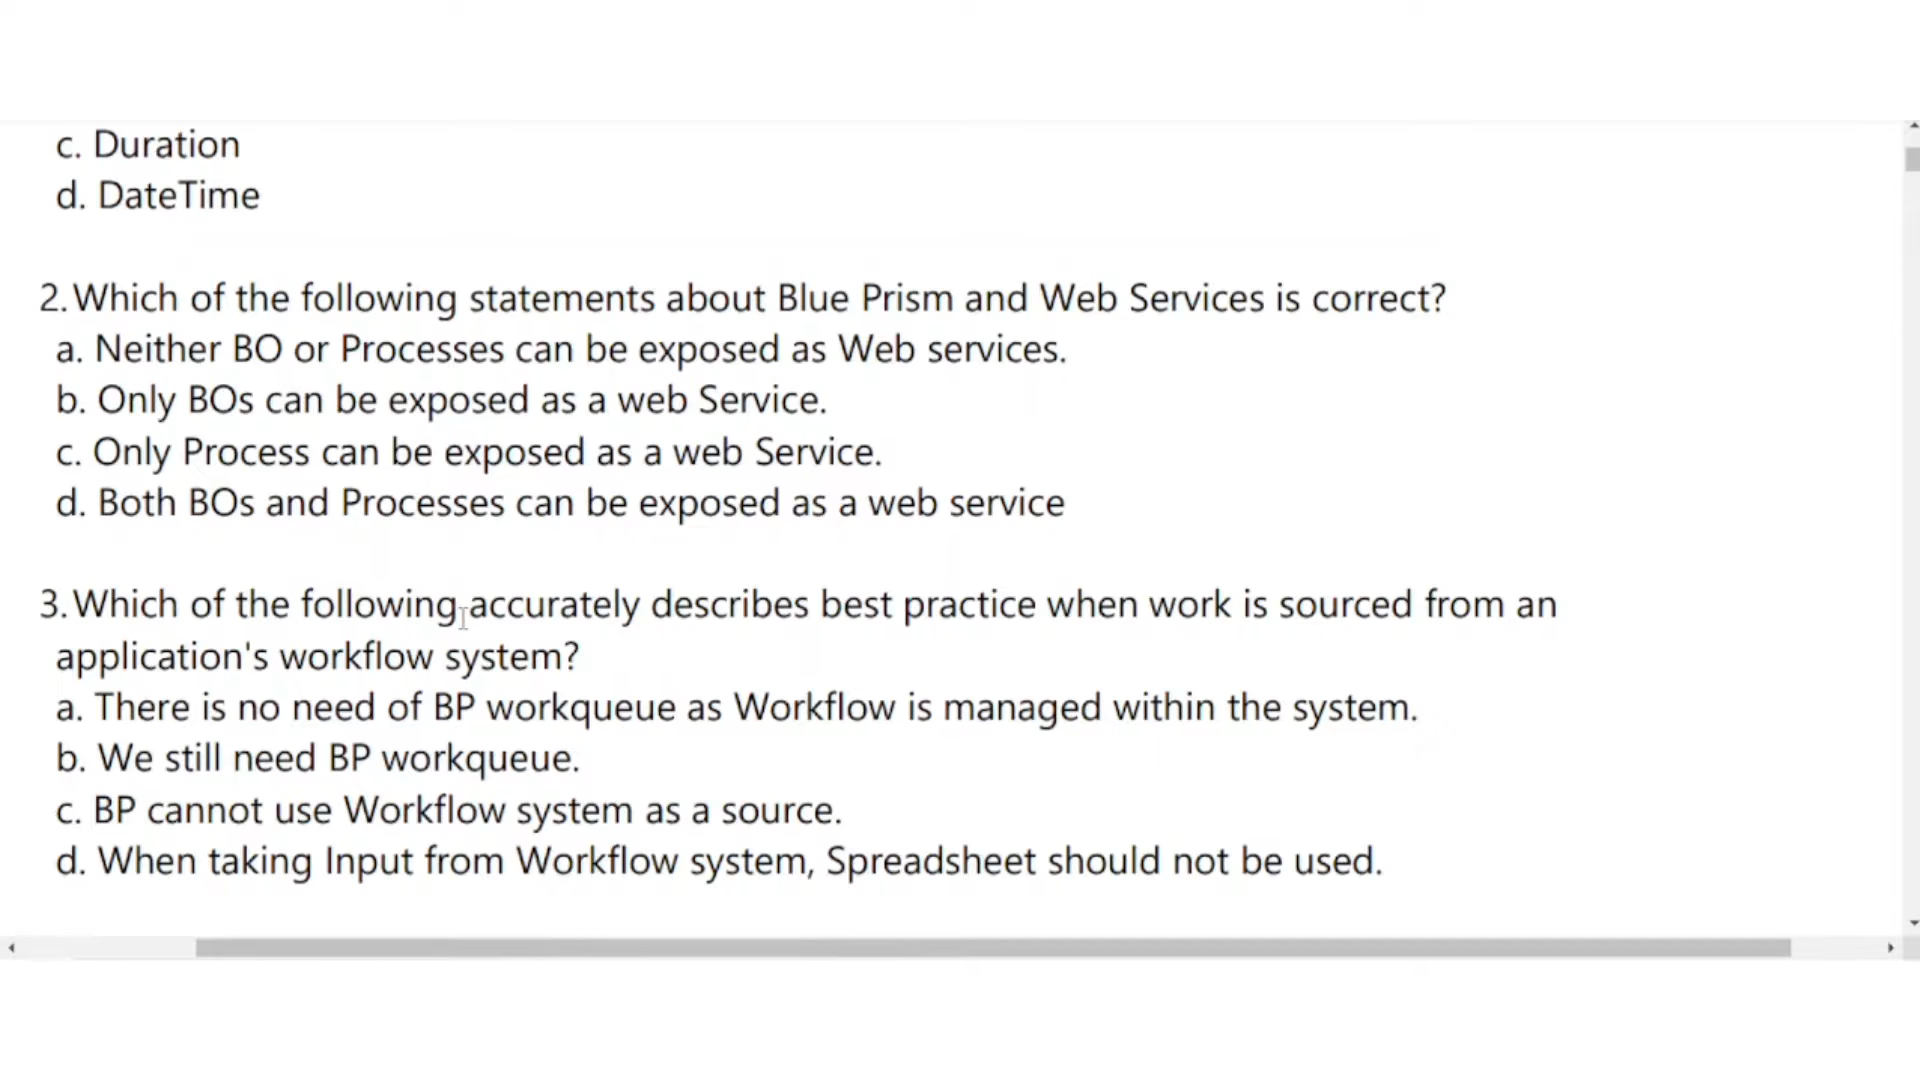 c. Duration
d. DateTime
2.Which of the following statements about Blue Prism and Web Services is correct?
a. Neither BO or Processes can be exposed as Web services.
b. Only BOs can be exposed as a web Service.
c. Only Process can be exposed as a web Service.
d. Both BOs and Processes can be exposed as a web service
3.Which of the following accurately describes best practice when work is sourced from an
application's workflow system?
a. There is no need of BP workqueue as Workflow is managed within the system.
b. We still need BP workqueue.
c. BP cannot use Workflow system as a source.
d. When taking Input from Workflow system, Spreadsheet should not be used.